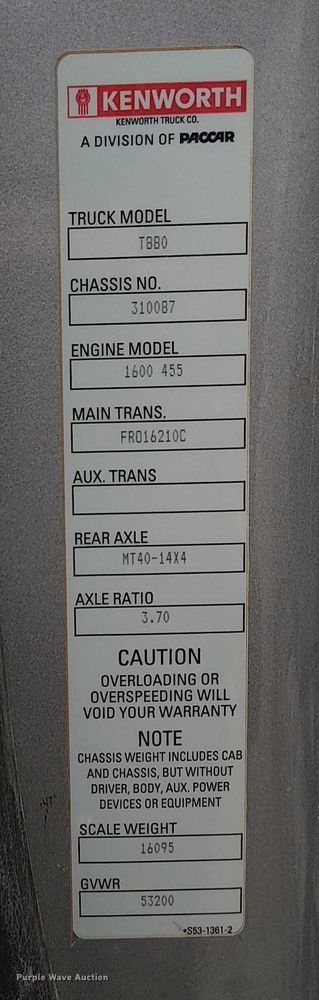 KENWORTH
KENWORTH TRUCK CO.
A DIVISION OF PACCAR
TRUCK MODEL
T880
CHASSIS NO.
310087
ENGINE MODEL
1600 455
MAIN TRANS.
FRO16210C
AUX. TRANS
REAR AXLE
MT40-14X4
AXLE RATIO
3.70
CAUTION
OVERLOADING OR
OVERSPEEDING WILL
VOID YOUR WARRANTY
NOTE
CHASSIS WEIGHT INCLUDES CAB
AND CHASSIS, BUT WITHOUT
DRIVER, BODY, AUX. POWER
DEVICES OR EQUIPMENT
SCALE WEIGHT
16095
GVWR
53200
•S53-1361-2
Purple Wave Auction